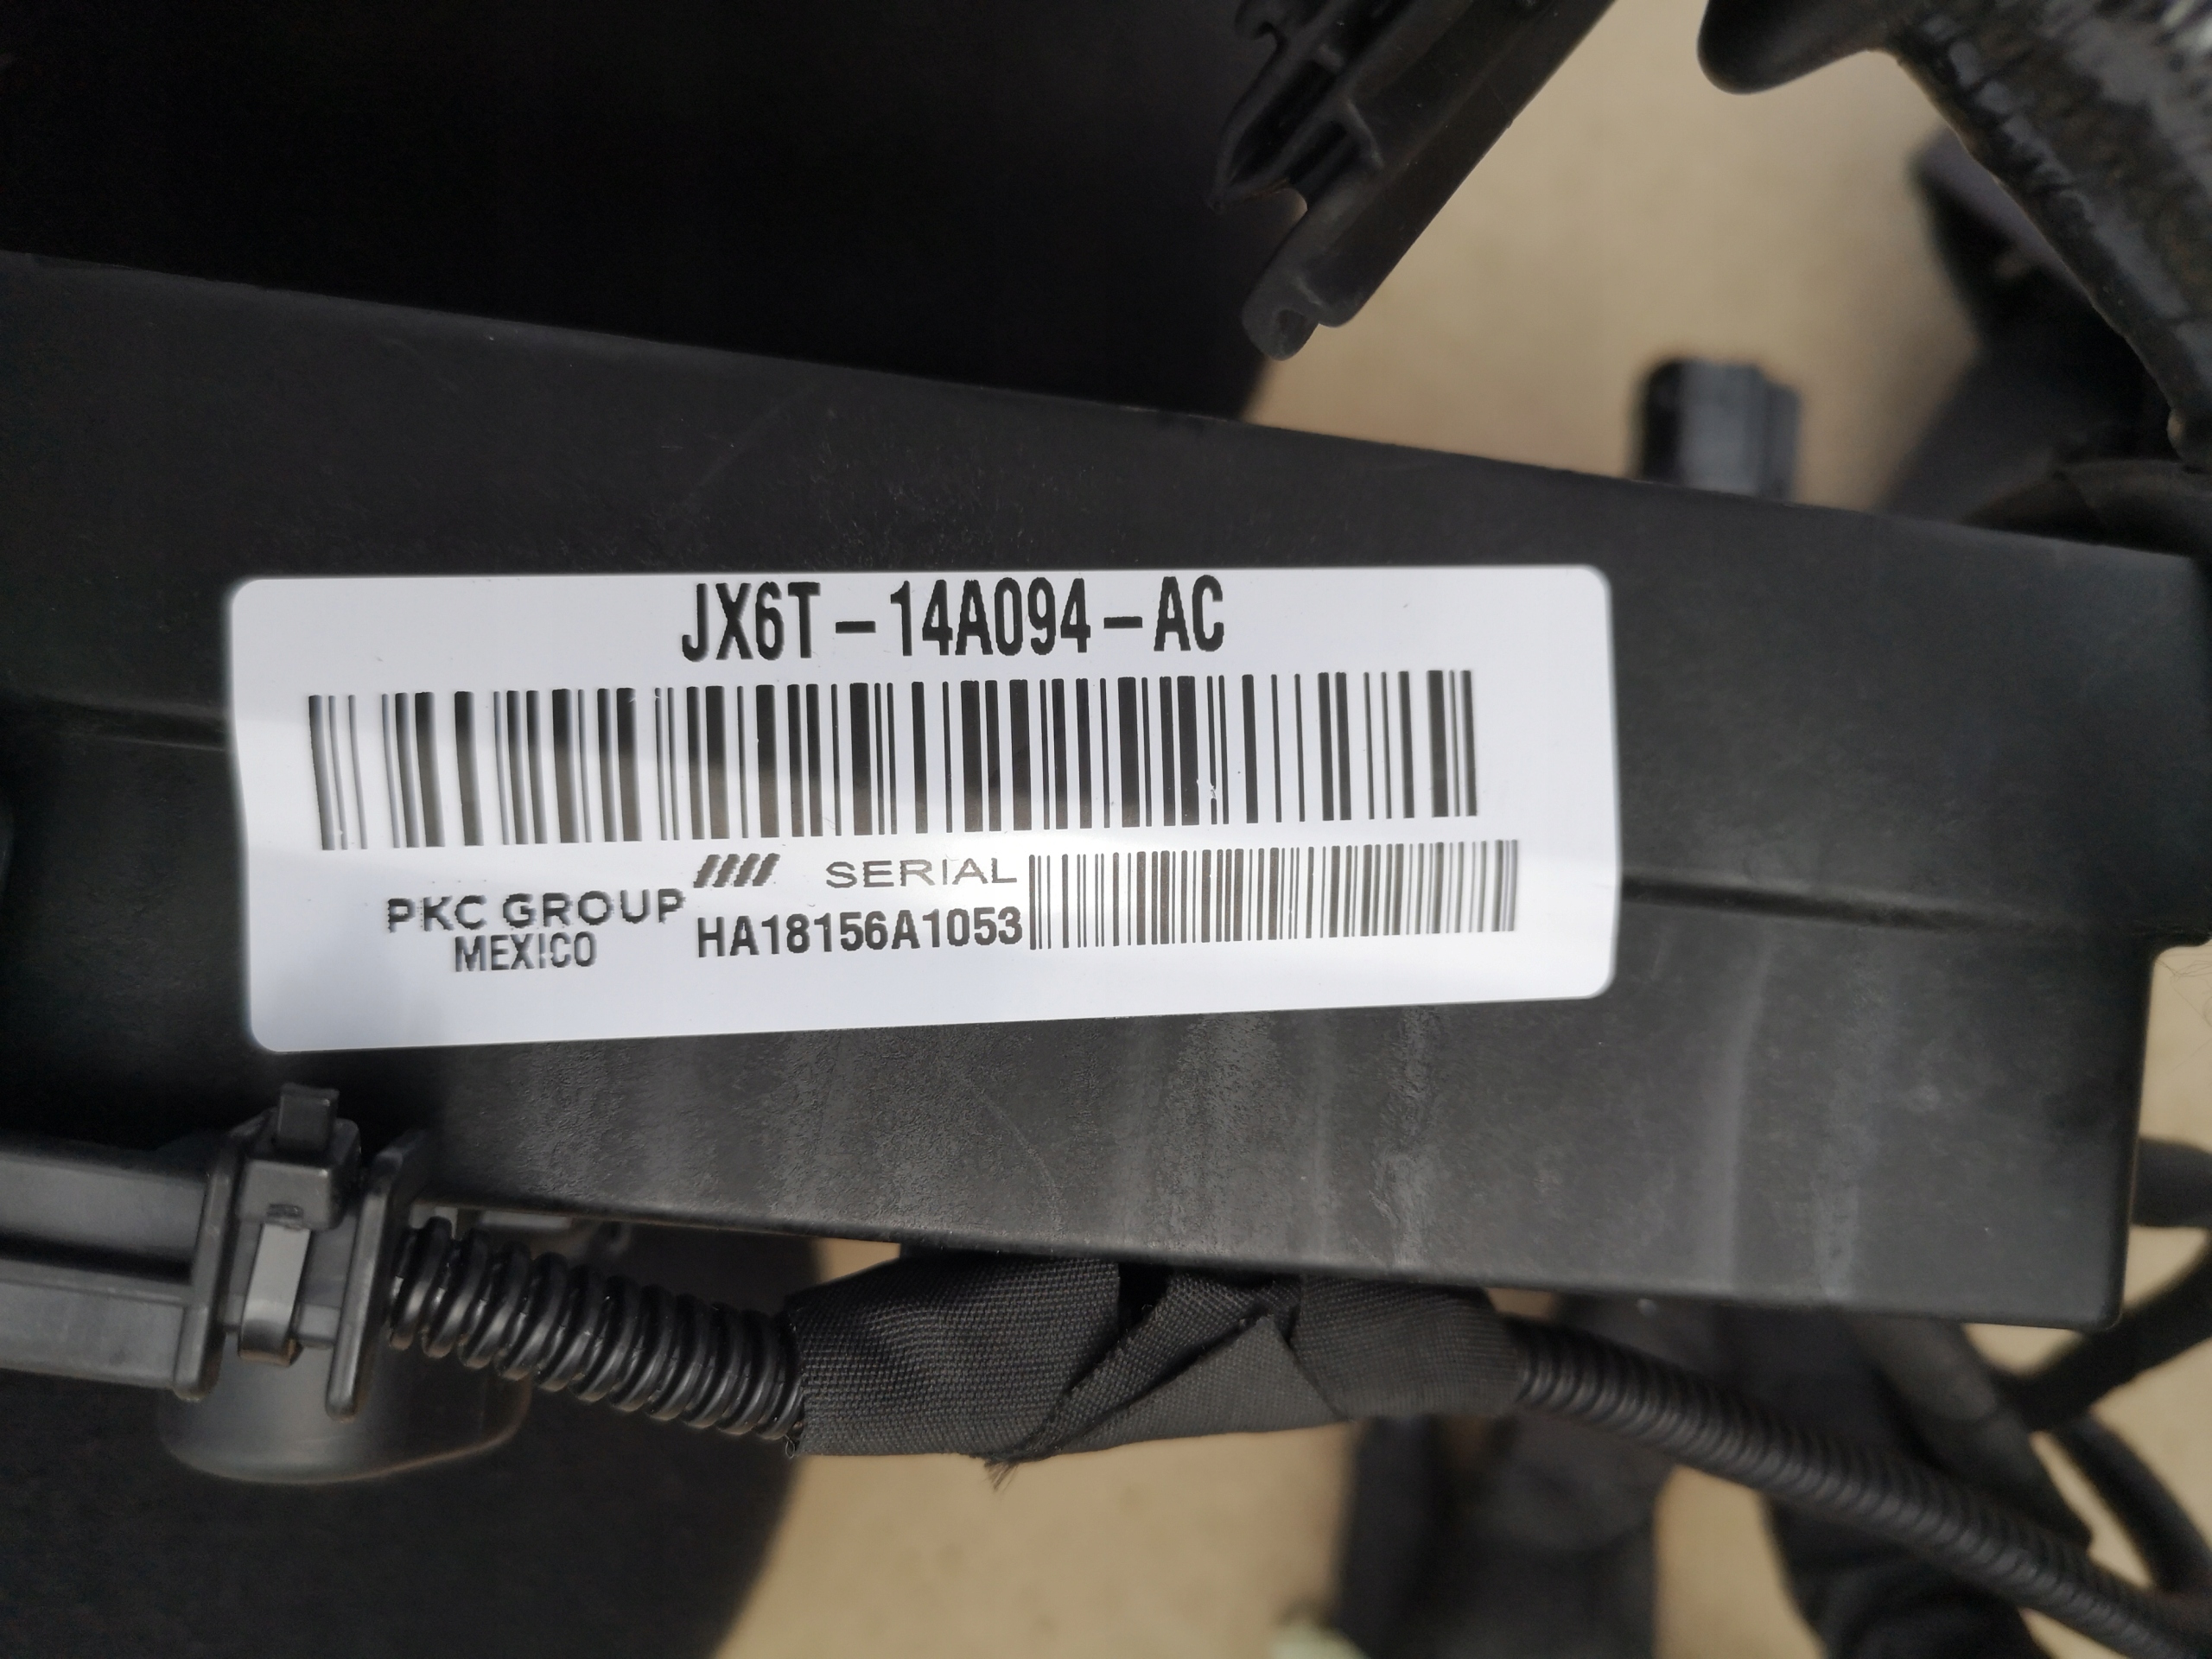 JX6T-14A094-AC
SERIAL
PKC GROUP
HA18156A1053
MEXICO